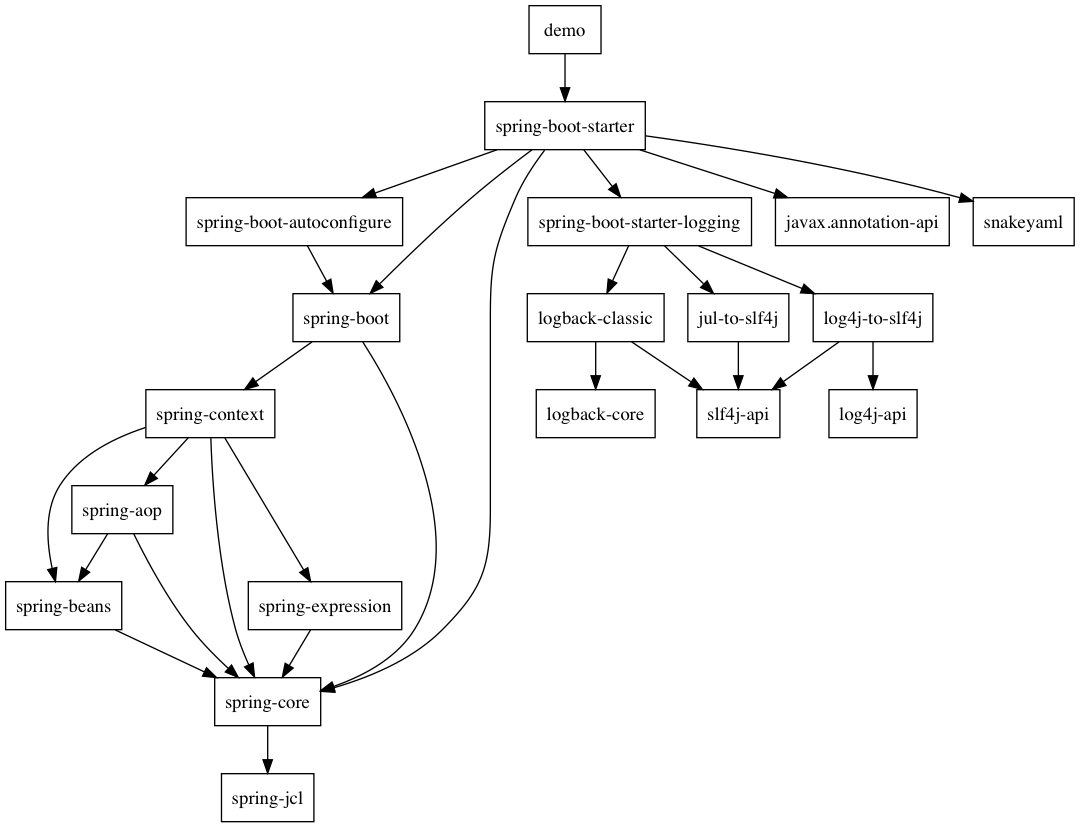 demo
spring-boot-starter
spring-boot-autoconfigure
spring-boot-starter-logging
javax.annotation-api
snakeyaml
spring-boot
logback-classic
jul-to-slf4j
log4j-to-slf4j
spring-context
logback-core
slf4j-api
log4j-api
spring-aop
spring-beans
spring-expression
spring-core
spring-jcl